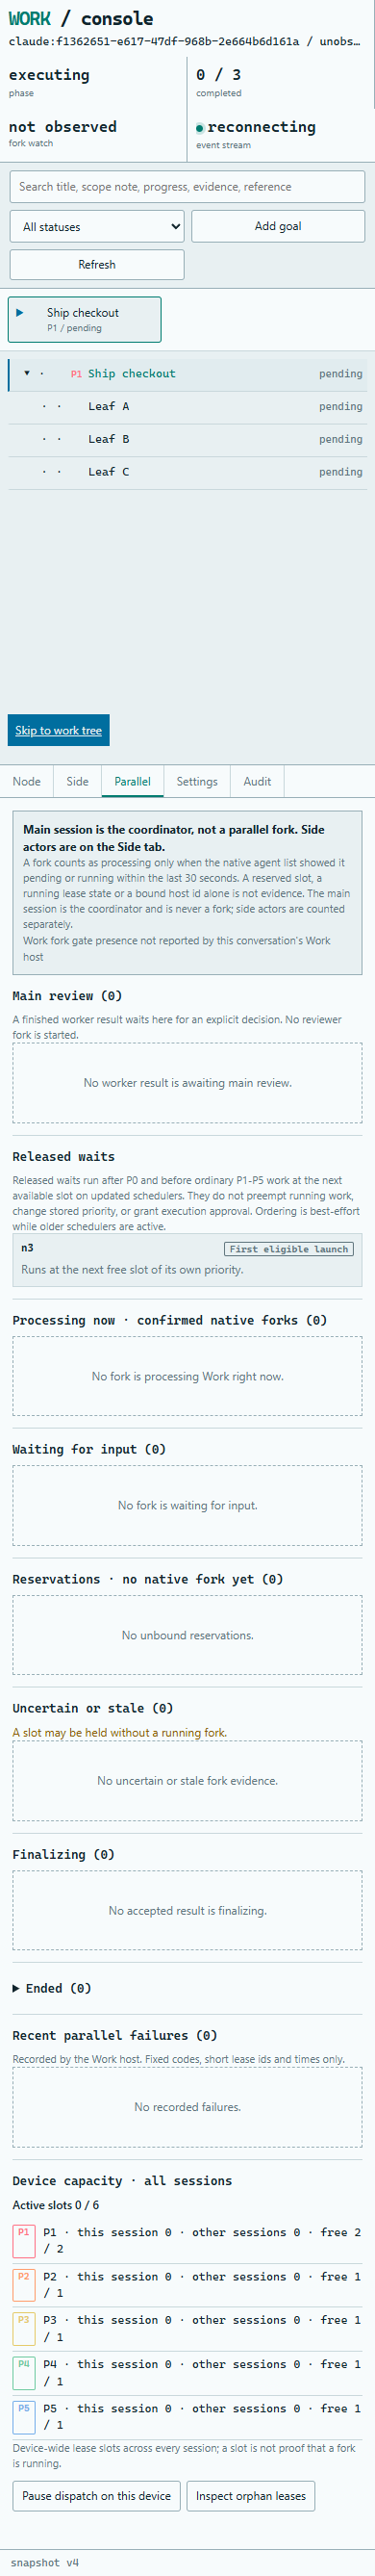 WORK / console
claude:f1362651-e617-47df-968b-2e664b6d161a / unobs…
executing
phase
0 / 3
completed
not observed
fork watch
reconnecting
event stream
Search title, scope note, progress, evidence, reference
All statuses
Add goal
Refresh
Ship checkout
P1 / pending
P1 Ship checkout pending
Leaf A pending
Leaf B pending
Leaf C pending
Skip to work tree
Node Side Parallel Settings Audit
Main session is the coordinator, not a parallel fork. Side
actors are on the Side tab.
A fork counts as processing only when the native agent list showed it
pending or running within the last 30 seconds. A reserved slot, a
running lease state or a bound host id alone is not evidence. The main
session is the coordinator and is never a fork; side actors are counted
separately.
Work fork gate presence not reported by this conversation's Work
host
Main review (0)
A finished worker result waits here for an explicit decision. No reviewer
fork is started.
No worker result is awaiting main review.
Released waits
Released waits run after P0 and before ordinary P1-P5 work at the next
available slot on updated schedulers. They do not preempt running work,
change stored priority, or grant execution approval. Ordering is best-effort
while older schedulers are active.
n3 First eligible launch
Runs at the next free slot of its own priority.
Processing now · confirmed native forks (0)
No fork is processing Work right now.
Waiting for input (0)
No fork is waiting for input.
Reservations · no native fork yet (0)
No unbound reservations.
Uncertain or stale (0)
A slot may be held without a running fork.
No uncertain or stale fork evidence.
Finalizing (0)
No accepted result is finalizing.
Ended (0)
Recent parallel failures (0)
Recorded by the Work host. Fixed codes, short lease ids and times only.
No recorded failures.
Device capacity · all sessions
Active slots 0 / 6
P1 P1 · this session 0 · other sessions 0 · free 2
/ 2
P2 P2 · this session 0 · other sessions 0 · free 1
/ 1
P3 P3 · this session 0 · other sessions 0 · free 1
/ 1
P4 P4 · this session 0 · other sessions 0 · free 1
/ 1
P5 P5 · this session 0 · other sessions 0 · free 1
/ 1
Device-wide lease slots across every session; a slot is not proof that a fork
is running.
Pause dispatch on this device
Inspect orphan leases
snapshot v4